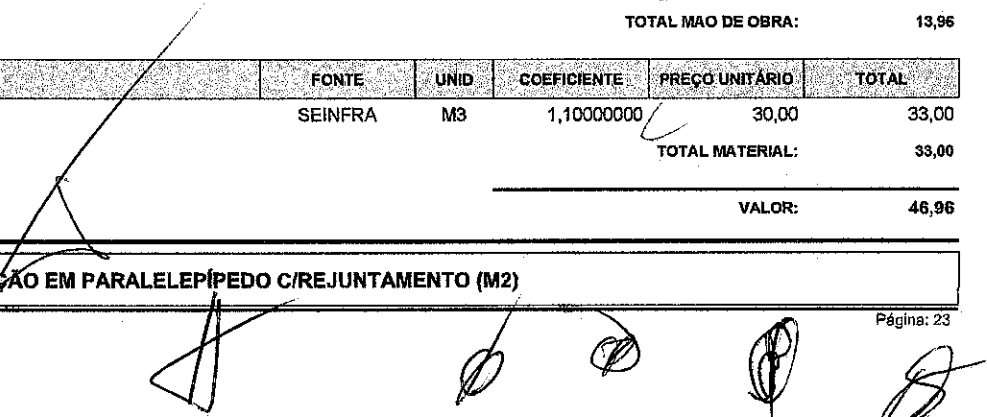 TOTAL MAO DE OBRA: 13,96
FONTE UNID COEFICIENTE PREÇO UNITÁRIO TOTAL
SEINFRA M3 1,10000000 30,00 33,00
TOTAL MATERIAL: 33,00
VALOR: 46,96
ÇÃO EM PARALELEPÍPEDO C/REJUNTAMENTO (M2)
Página: 23